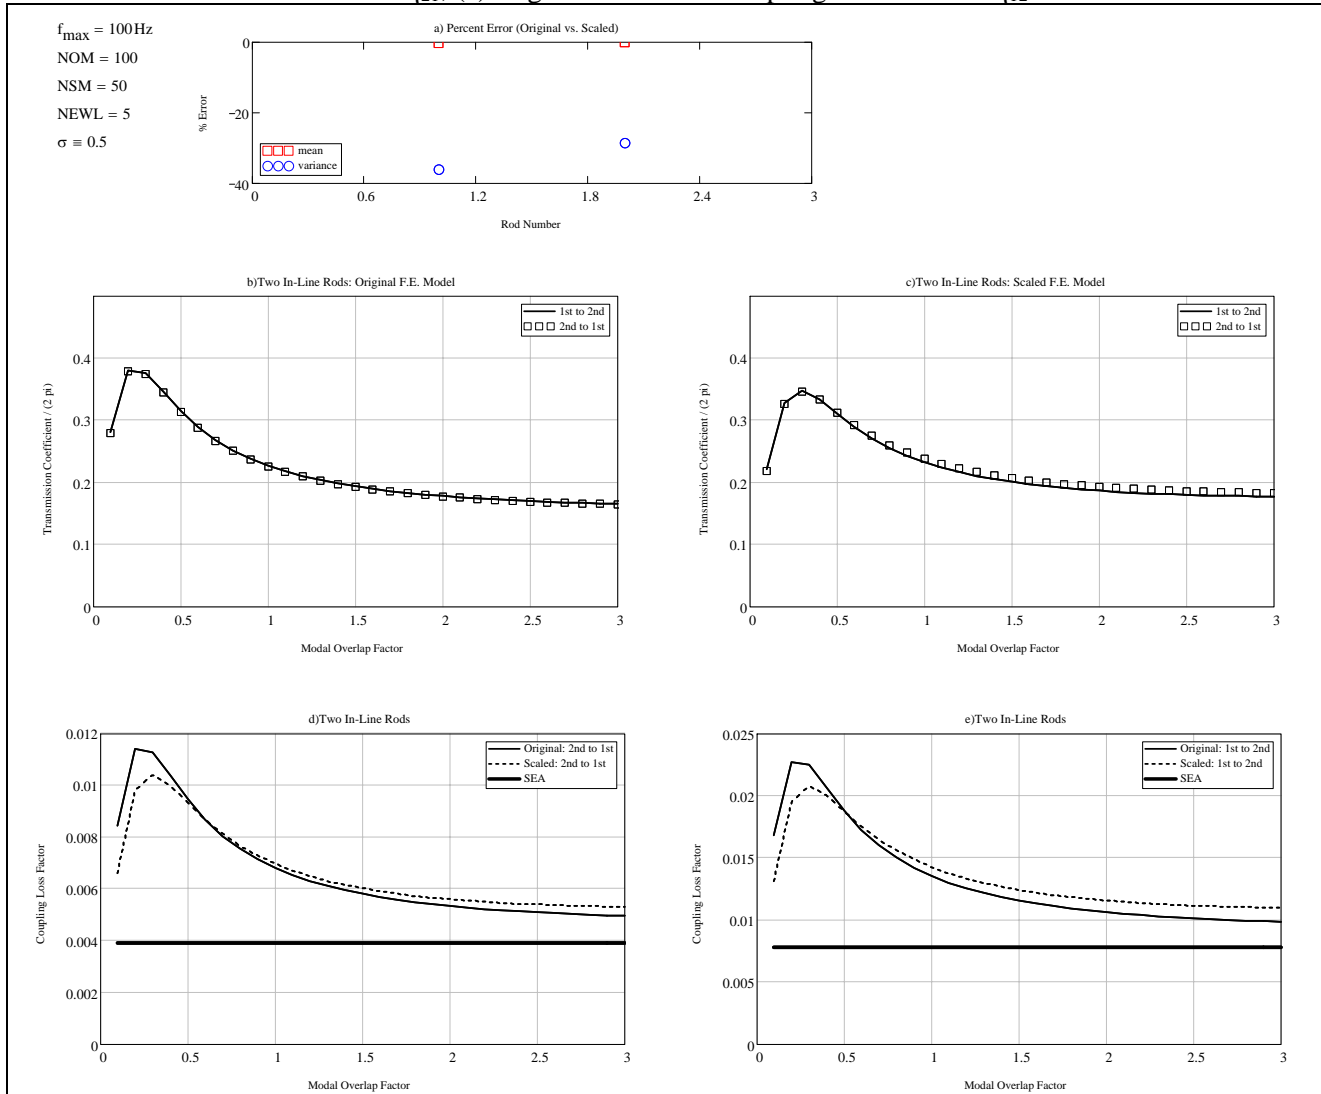 f_max = 100Hz
NOM = 100
NSM = 50
NEWL = 5
σ ≡ 0.5
a) Percent Error (Original vs. Scaled)
% Error
0
−20
−40
mean
variance
0 0.6 1.2 1.8 2.4 3
Rod Number
b)Two In-Line Rods: Original F.E. Model
Transmission Coefficient / (2 pi)
1st to 2nd
2nd to 1st
0.4
0.3
0.2
0.1
0
0 0.5 1 1.5 2 2.5 3
Modal Overlap Factor
c)Two In-Line Rods: Scaled F.E. Model
Transmission Coefficient / (2 pi)
1st to 2nd
2nd to 1st
0.4
0.3
0.2
0.1
0
0 0.5 1 1.5 2 2.5 3
Modal Overlap Factor
d)Two In-Line Rods
Coupling Loss Factor
Original: 2nd to 1st
Scaled: 2nd to 1st
SEA
0.012
0.01
0.008
0.006
0.004
0.002
0
0 0.5 1 1.5 2 2.5 3
Modal Overlap Factor
e)Two In-Line Rods
Coupling Loss Factor
Original: 1st to 2nd
Scaled: 1st to 2nd
SEA
0.025
0.02
0.015
0.01
0.005
0
0 0.5 1 1.5 2 2.5 3
Modal Overlap Factor